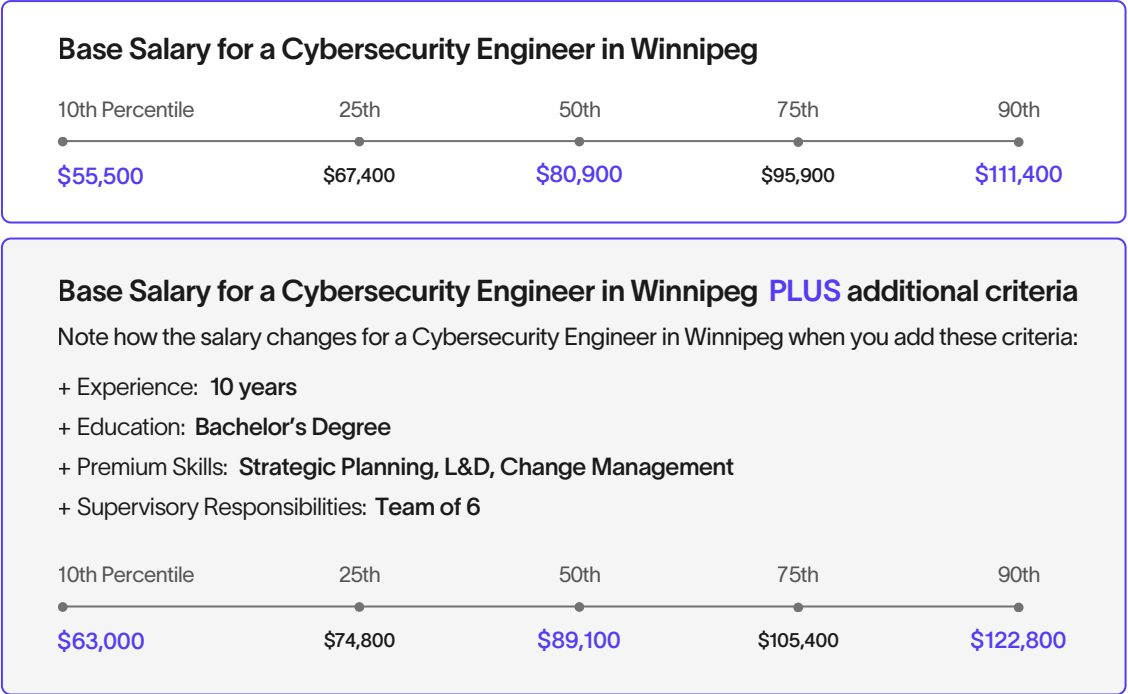 Base Salary for a Cybersecurity Engineer in Winnipeg
10th Percentile 25th 50th 75th 90th
$55,500 $67,400 $80,900 $95,900 $111,400
Base Salary for a Cybersecurity Engineer in Winnipeg PLUS additional criteria
Note how the salary changes for a Cybersecurity Engineer in Winnipeg when you add these criteria:
+ Experience: 10 years
+ Education: Bachelor’s Degree
+ Premium Skills: Strategic Planning, L&D, Change Management
+ Supervisory Responsibilities: Team of 6
10th Percentile 25th 50th 75th 90th
$63,000 $74,800 $89,100 $105,400 $122,800